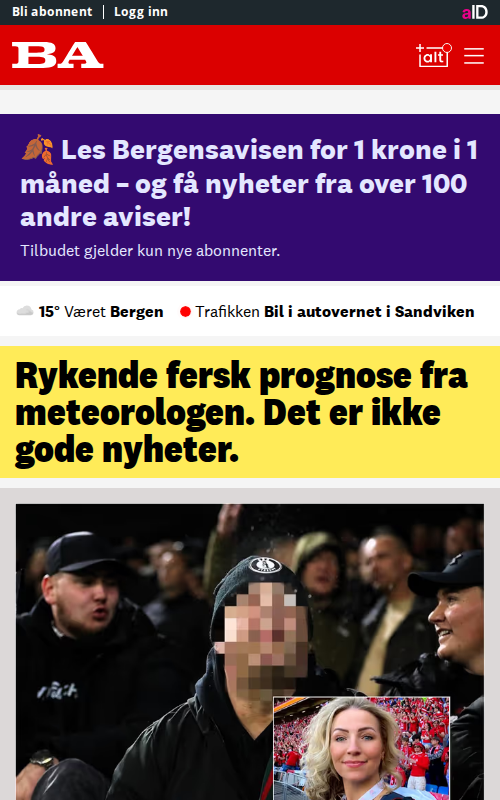 Bli abonnent | Logg inn
aID
BA
+alt
🍂 Les Bergensavisen for 1 krone i 1
måned – og få nyheter fra over 100
andre aviser!
Tilbudet gjelder kun nye abonnenter.
15° Været Bergen Trafikken Bil i autovernet i Sandviken
Rykende fersk prognose fra
meteorologen. Det er ikke
gode nyheter.